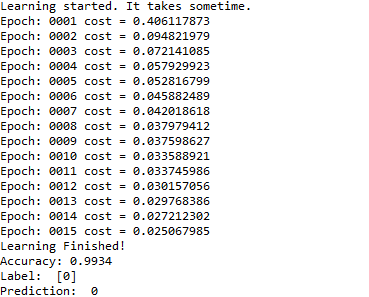 Learning started. It takes sometime.
Epoch: 0001 cost = 0.406117873
Epoch: 0002 cost = 0.094821979
Epoch: 0003 cost = 0.072141085
Epoch: 0004 cost = 0.057929923
Epoch: 0005 cost = 0.052816799
Epoch: 0006 cost = 0.045882489
Epoch: 0007 cost = 0.042018618
Epoch: 0008 cost = 0.037979412
Epoch: 0009 cost = 0.037598627
Epoch: 0010 cost = 0.033588921
Epoch: 0011 cost = 0.033745986
Epoch: 0012 cost = 0.030157056
Epoch: 0013 cost = 0.029768386
Epoch: 0014 cost = 0.027212302
Epoch: 0015 cost = 0.025067985
Learning Finished!
Accuracy: 0.9934
Label:  [0]
Prediction:  0